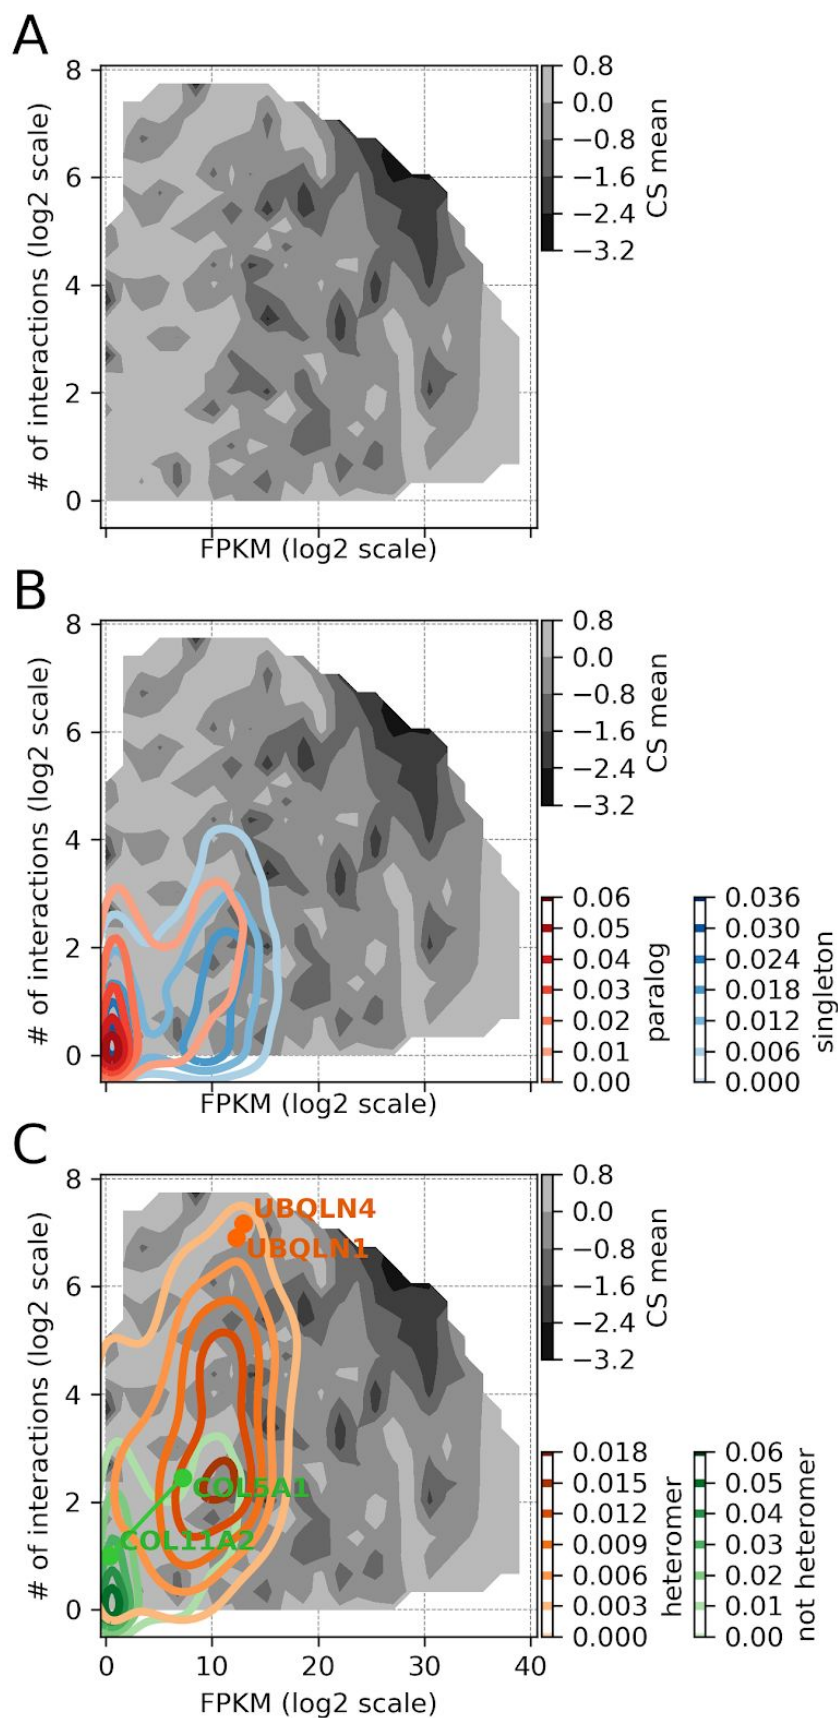 A
8
6
4
2
0
# of interactions (log2 scale)
FPKM (log2 scale)
0.8
0.0
−0.8
−1.6
−2.4
−3.2
CS mean
B
8
6
4
2
0
# of interactions (log2 scale)
FPKM (log2 scale)
0.8
0.0
−0.8
−1.6
−2.4
−3.2
CS mean
0.06
0.05
0.04
0.03
0.02
0.01
0.00
paralog
0.036
0.030
0.024
0.018
0.012
0.006
0.000
singleton
C
8
6
4
2
0
# of interactions (log2 scale)
UBQLN4
UBQLN1
COL5A1
COL11A2
0 10 20 30 40
FPKM (log2 scale)
0.8
0.0
−0.8
−1.6
−2.4
−3.2
CS mean
0.018
0.015
0.012
0.009
0.006
0.003
0.000
heteromer
0.06
0.05
0.04
0.03
0.02
0.01
0.00
not heteromer